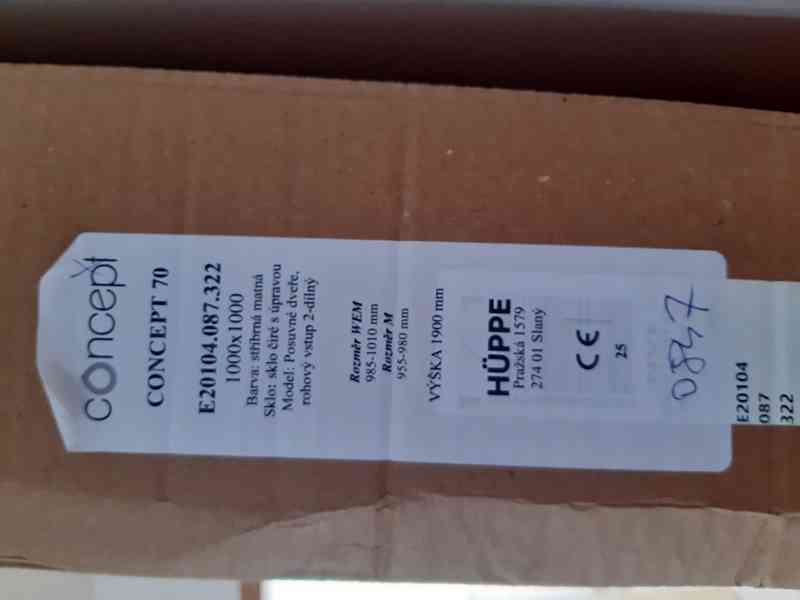 concept
CONCEPT 70
E20104.087.322
1000x1000
Barva: stříbrná matná
Sklo: sklo čiré s úpravou
Model: Posuvné dveře,
rohový vstup 2-dílný
Rozměr WEM
985-1010 mm
Rozměr M
955-980 mm
VÝŠKA 1900 mm
HÜPPE
Pražská 1579
274 01 Slaný
CE
25
0847
E20104
087
322